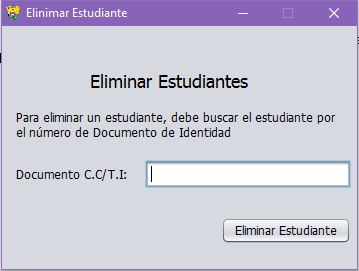 Elinimar Estudiante
Eliminar Estudiantes
Para eliminar un estudiante, debe buscar el estudiante por
el número de Documento de Identidad
Documento C.C/T.I:
Eliminar Estudiante